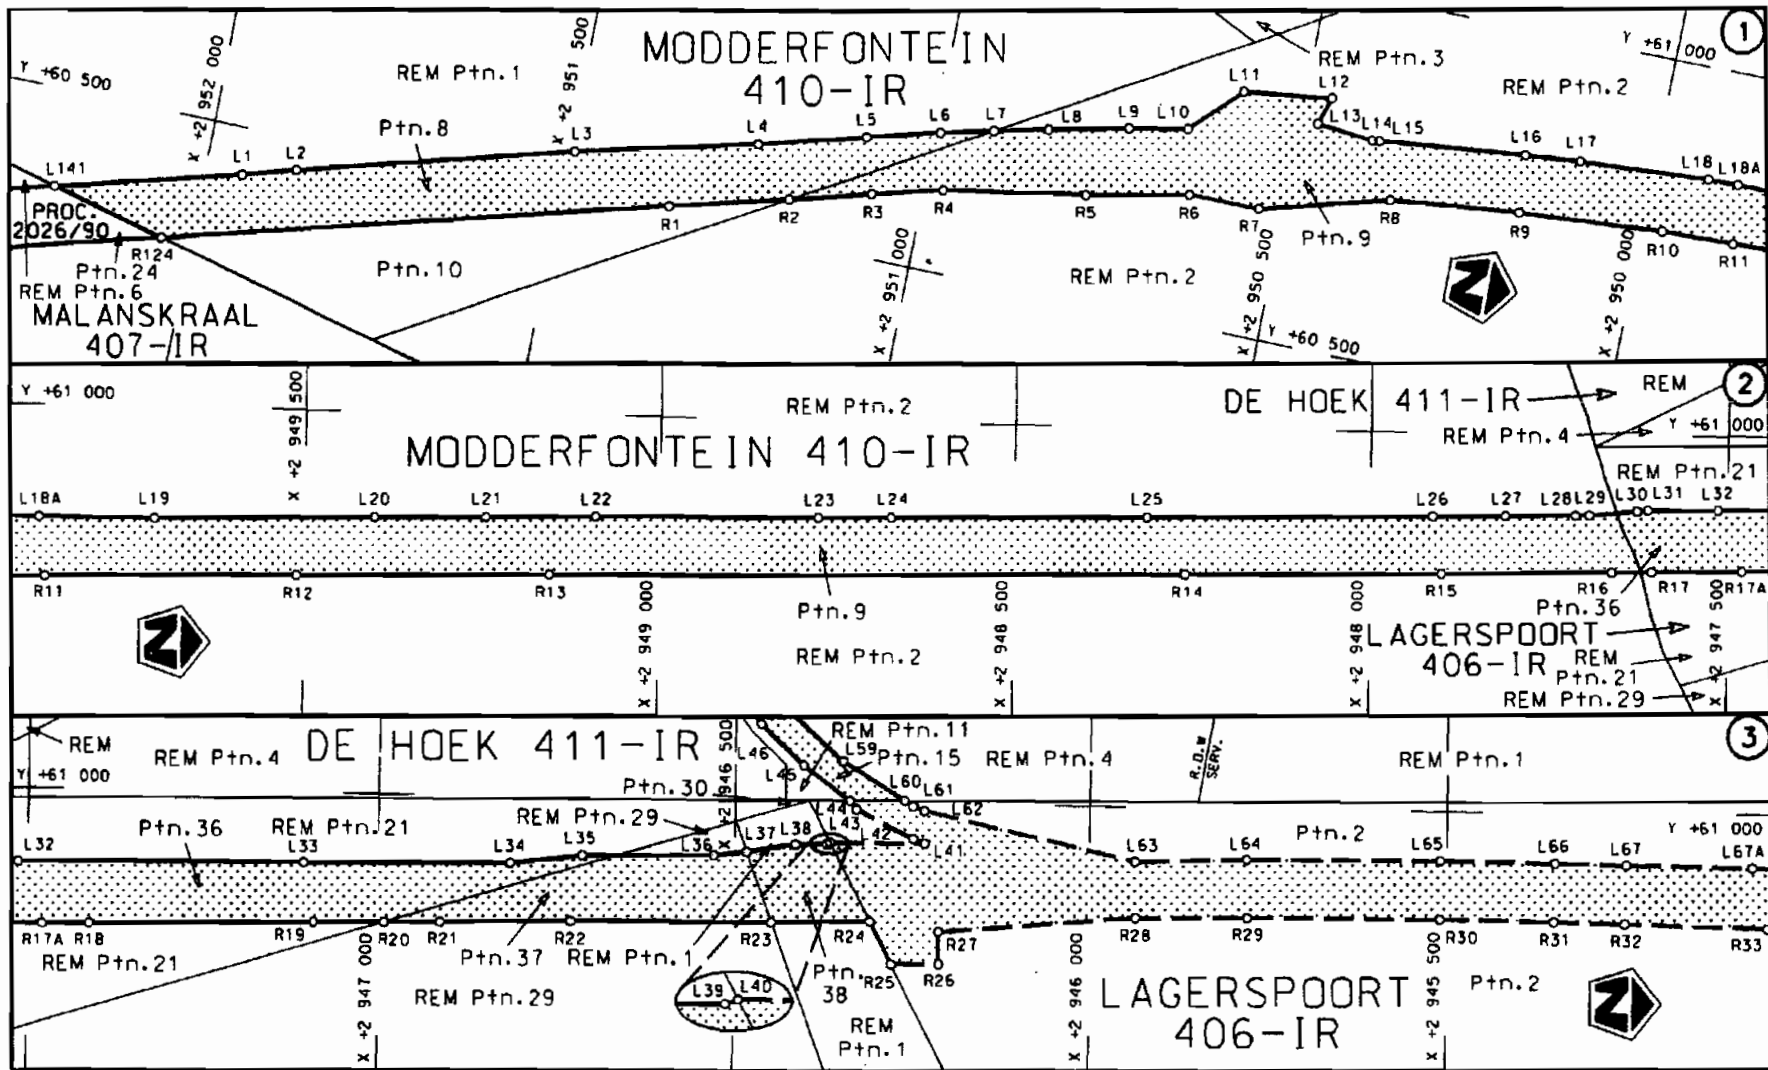 1
MODDERFONTEIN
410-IR
Y +60 500
X +2 952 000
REM Ptn.1
X +2 951 500
REM Ptn.3
Y +61 000
REM Ptn.2
Ptn.8
L141
L1
L2
L3
L4
L5
L6
L7
L8
L9
L10
L11
L12
L13
L14
L15
L16
L17
L18
L18A
PROC.
2026/90
R124
Ptn.24
REM Ptn.6
MALANSKRAAL
407-IR
Ptn.10
R1
R2
R3
R4
R5
R6
R7
R8
R9
R10
R11
Ptn.9
X +2 951 000
REM Ptn.2
X +2 950 500
Y +60 500
X +2 950 000
2
Y +61 000
X +2 949 500
REM Ptn.2
MODDERFONTEIN 410-IR
DE HOEK 411-IR
REM
REM Ptn.4
Y +61 000
REM Ptn.21
L18A
L19
L20
L21
L22
L23
L24
L25
L26
L27
L28
L29
L30
L31
L32
R11
R12
R13
R14
R15
R16
R17
R17A
Ptn.9
Ptn.36
X +2 949 000
X +2 948 500
X +2 948 000
X +2 947 500
REM Ptn.2
LAGERSPOORT
406-IR
REM
Ptn.21
REM Ptn.29
3
REM
REM Ptn.4
DE HOEK 411-IR
Y +61 000
X +2 946 500
REM Ptn.11
Ptn.15
REM Ptn.4
R.O.W
SERV.
REM Ptn.1
L46
L45
L59
L60
L61
L62
Ptn.30
L44
L43
L42
L41
Ptn.36
REM Ptn.21
REM Ptn.29
Ptn.2
Y +61 000
L32
L33
L34
L35
L36
L37
L38
L63
L64
L65
L66
L67
L67A
R17A
R18
R19
R20
R21
R22
R23
R24
R25
R26
R27
R28
R29
R30
R31
R32
R33
REM Ptn.21
Ptn.37
REM Ptn.1
Ptn.
38
L39
L40
REM Ptn.29
X +2 947 000
REM
Ptn.1
X +2 946 000
LAGERSPOORT
406-IR
X +2 945 500
Ptn.2